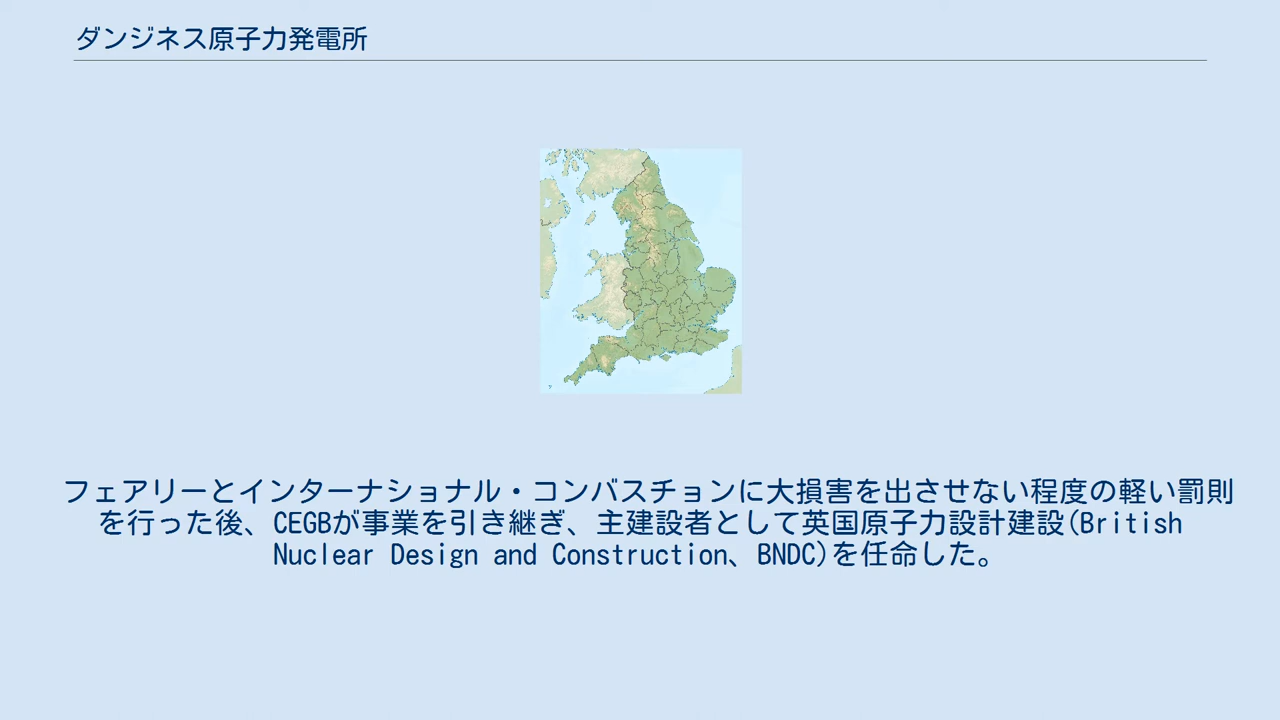 ダンジネス原子力発電所
フェアリーとインターナショナル・コンバスチョンに大損害を出させない程度の軽い罰則
を行った後、CEGBが事業を引き継ぎ、主建設者として英国原子力設計建設(British
Nuclear Design and Construction、BNDC)を任命した。